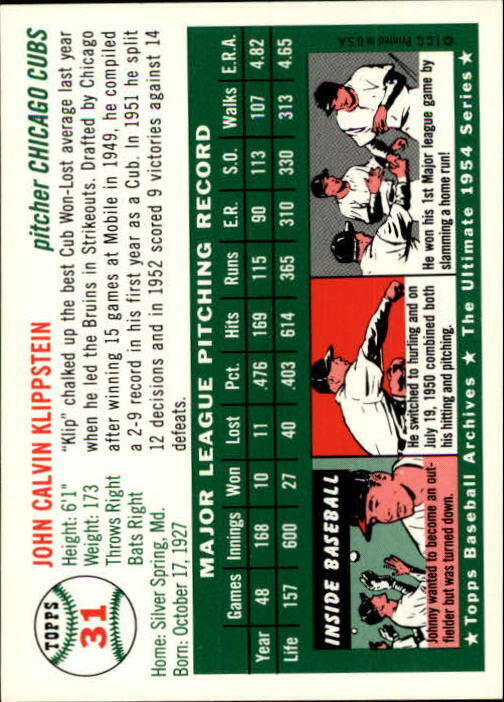 TOPPS
31
JOHN CALVIN KLIPPSTEIN
pitcher CHICAGO CUBS
Height: 6'1"
Weight: 173
Throws Right
Bats Right
Home: Silver Spring, Md.
Born: October 17, 1927
"Klip" chalked up the best Cub Won-Lost average last year
when he led the Bruins in Strikeouts. Drafted by Chicago
after winning 15 games at Mobile in 1949, he compiled
a 2-9 record in his first year as a Cub. In 1951 he split
12 decisions and in 1952 scored 9 victories against 14
defeats.
MAJOR LEAGUE PITCHING RECORD
Games Innings Won Lost Pct. Hits Runs E.R. S.O. Walks E.R.A.
Year 48 168 10 11 .476 169 115 90 113 107 4.82
Life 157 600 27 40 .403 614 365 310 330 313 4.65
INSIDE BASEBALL
Johnny wanted to become an out-
fielder but was turned down.
He switched to hurling and on
July 19, 1950 combined both
his hitting and pitching.
He won his 1st Major league game by
slamming a home run!
© T.C.G. Printed in U.S.A.
★ Topps Baseball Archives ★ The Ultimate 1954 Series ★